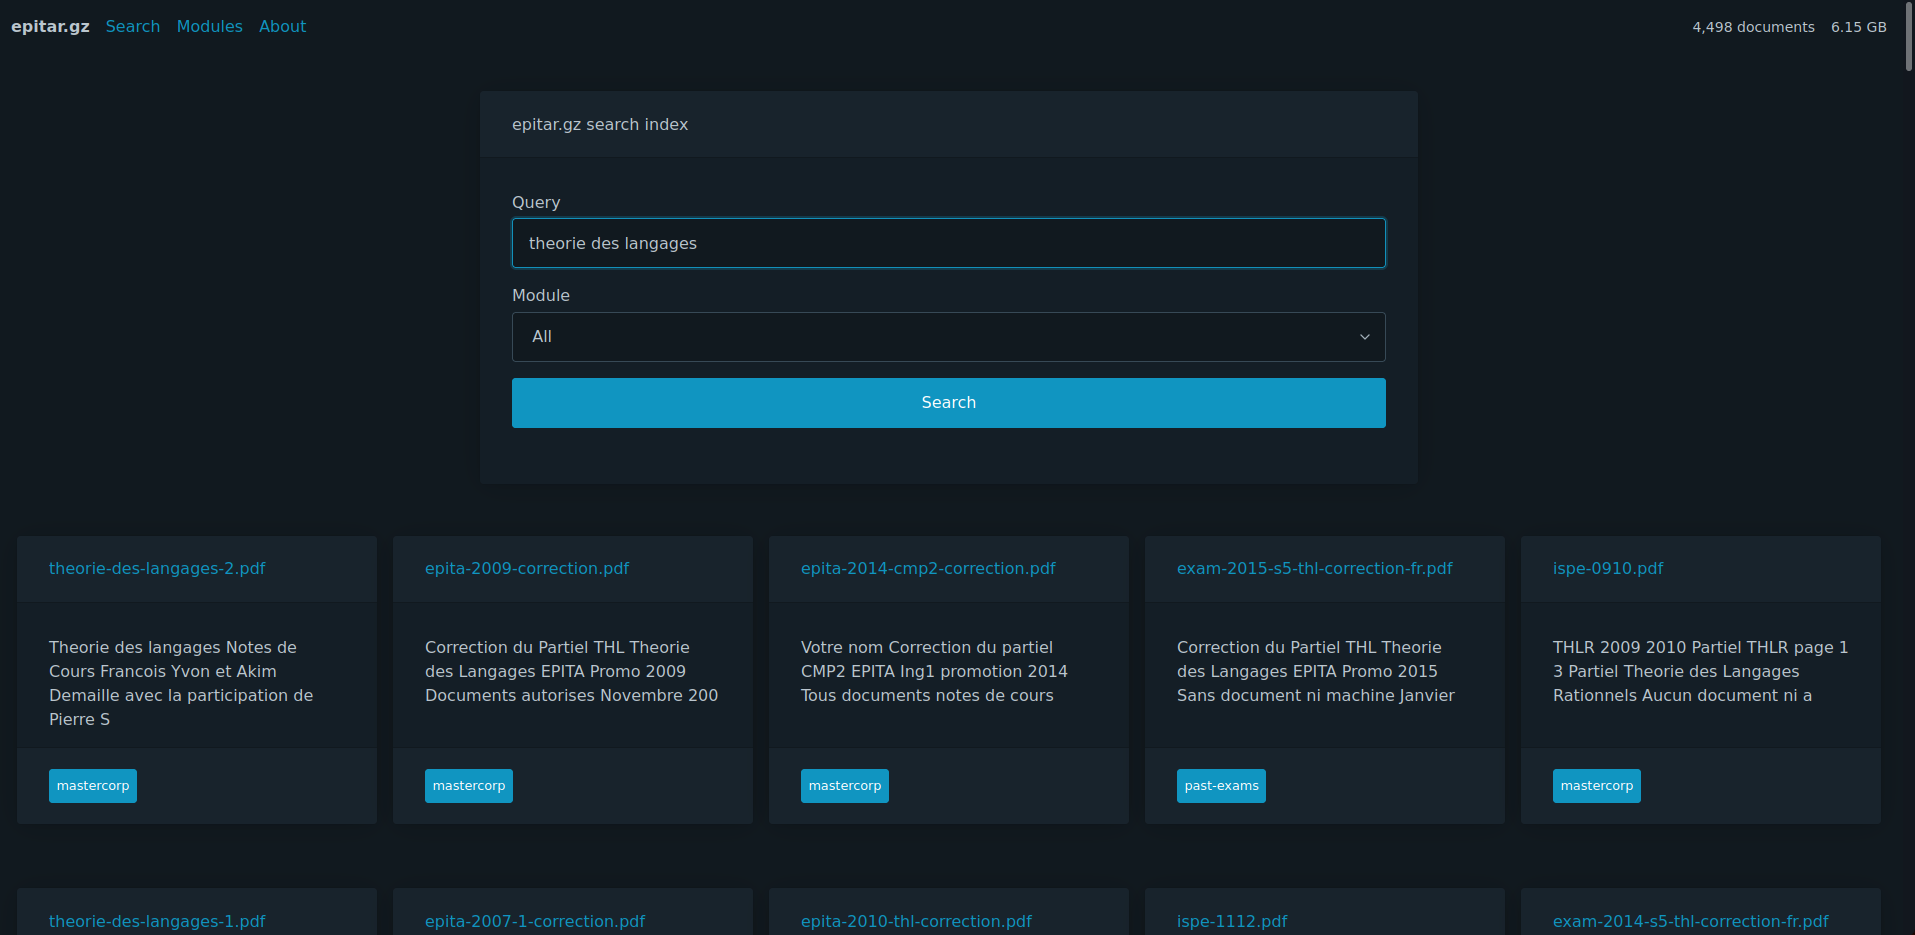 epitar.gz Search Modules About 4,498 documents 6.15 GB
epitar.gz search index
Query
theorie des langages
Module
All
Search
theorie-des-langages-2.pdf
Theorie des langages Notes de
Cours Francois Yvon et Akim
Demaille avec la participation de
Pierre S
mastercorp
epita-2009-correction.pdf
Correction du Partiel THL Theorie
des Langages EPITA Promo 2009
Documents autorises Novembre 200
mastercorp
epita-2014-cmp2-correction.pdf
Votre nom Correction du partiel
CMP2 EPITA Ing1 promotion 2014
Tous documents notes de cours
mastercorp
exam-2015-s5-thl-correction-fr.pdf
Correction du Partiel THL Theorie
des Langages EPITA Promo 2015
Sans document ni machine Janvier
past-exams
ispe-0910.pdf
THLR 2009 2010 Partiel THLR page 1
3 Partiel Theorie des Langages
Rationnels Aucun document ni a
mastercorp
theorie-des-langages-1.pdf
epita-2007-1-correction.pdf
epita-2010-thl-correction.pdf
ispe-1112.pdf
exam-2014-s5-thl-correction-fr.pdf